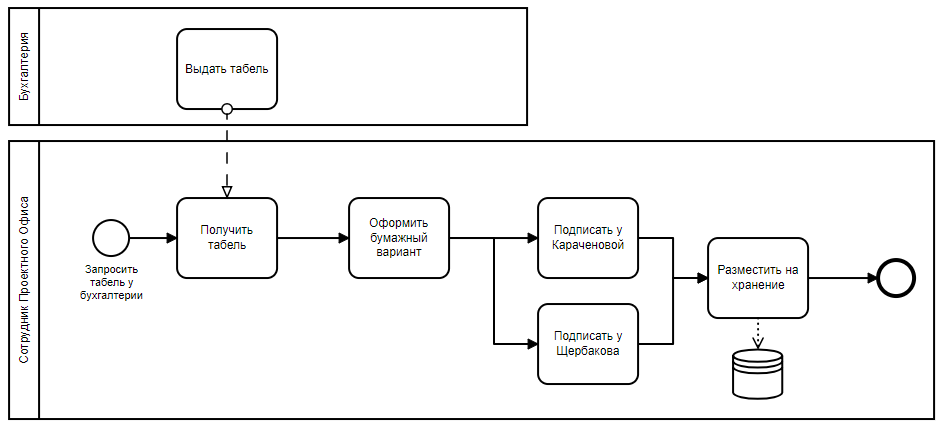 Бухгалтерия
Выдать табель
Сотрудник Проектного Офиса
Запросить
табель у
бухгалтерии
Получить
табель
Оформить
бумажный
вариант
Подписать у
Караченовой
Подписать у
Щербакова
Разместить на
хранение